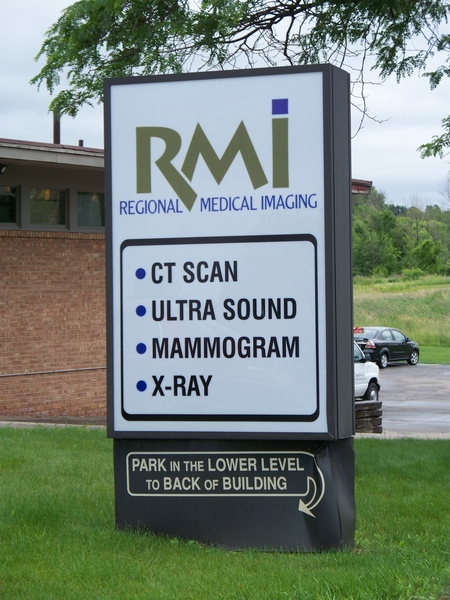 RMi
REGIONAL MEDICAL IMAGING
• CT SCAN
• ULTRA SOUND
• MAMMOGRAM
• X-RAY
PARK IN THE LOWER LEVEL
TO BACK OF BUILDING